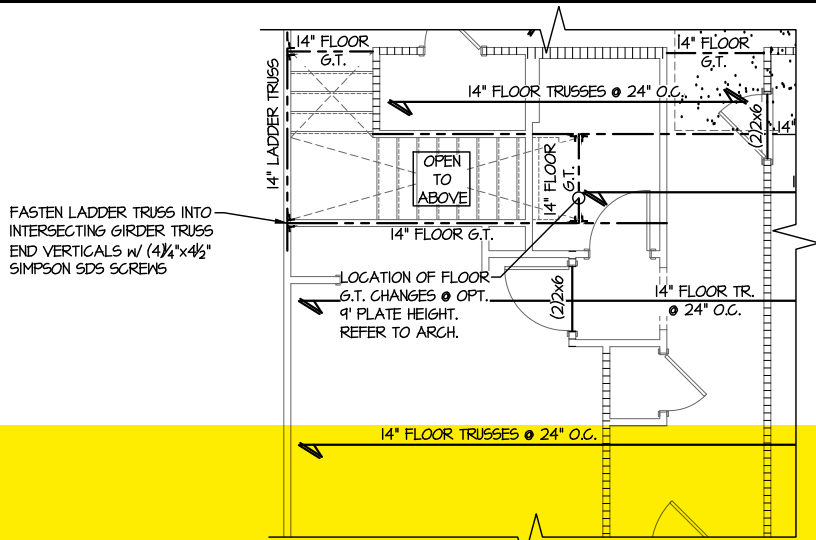 14" FLOOR
G.T.
14" FLOOR
G.T.
14" LADDER TRUSS
14" FLOOR TRUSSES @ 24" O.C.
(2)2x6
14"
OPEN
TO
ABOVE
14" FLOOR
G.T.
FASTEN LADDER TRUSS INTO
INTERSECTING GIRDER TRUSS
END VERTICALS w/ (4)1/4"x4 1/2"
SIMPSON SDS SCREWS
14" FLOOR G.T.
LOCATION OF FLOOR
G.T. CHANGES @ OPT.
9' PLATE HEIGHT.
REFER TO ARCH.
(2)2x6
14" FLOOR TR.
@ 24" O.C.
14" FLOOR TRUSSES @ 24" O.C.